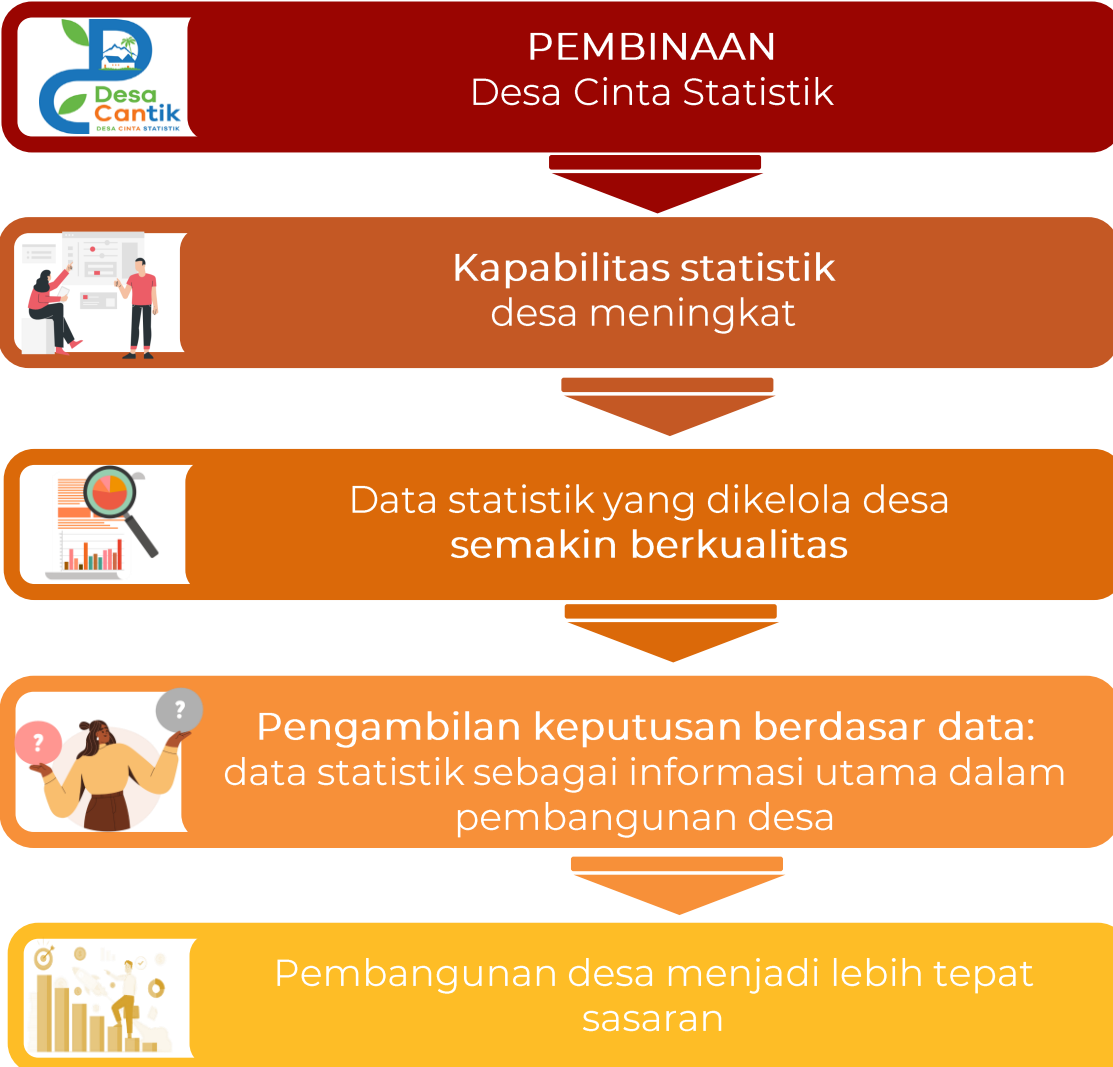 Desa
Cantik
DESA CINTA STATISTIK
PEMBINAAN
Desa Cinta Statistik
Kapabilitas statistik
desa meningkat
Data statistik yang dikelola desa
semakin berkualitas
?
?
Pengambilan keputusan berdasar data:
data statistik sebagai informasi utama dalam
pembangunan desa
Pembangunan desa menjadi lebih tepat
sasaran